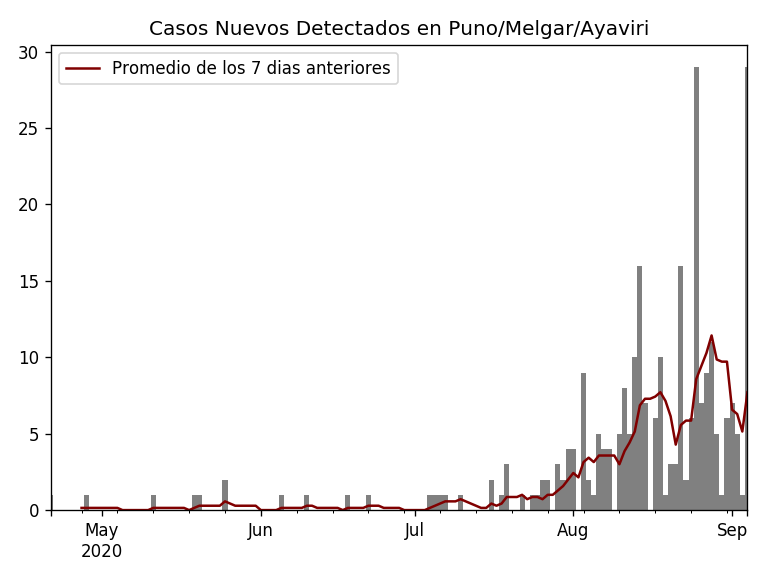 Casos Nuevos Detectados en Puno/Melgar/Ayaviri
Promedio de los 7 dias anteriores
30
25
20
15
10
5
0
May
2020
Jun
Jul
Aug
Sep